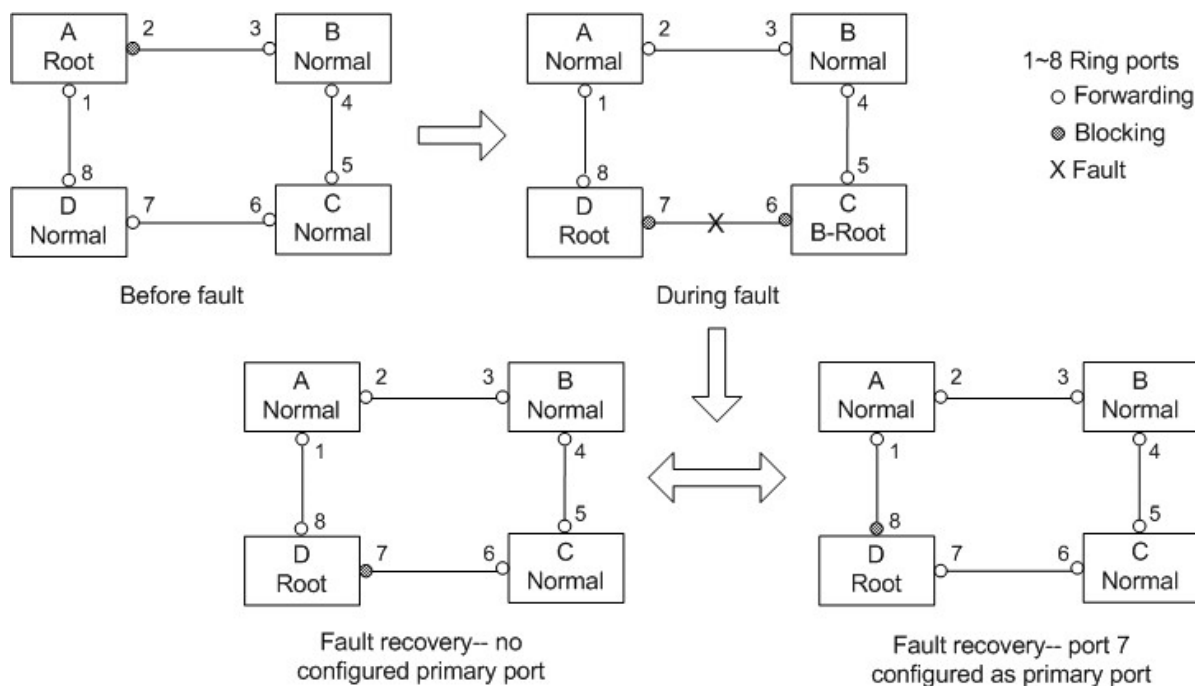 A
Root
2
3
B
Normal
1
4
8
5
D
Normal
7
6
C
Normal
Before fault
A
Normal
2
3
B
Normal
1
4
8
5
D
Root
7
X
6
C
B-Root
During fault
1~8 Ring ports
Forwarding
Blocking
X Fault
A
Normal
2
3
B
Normal
1
4
8
5
D
Root
7
6
C
Normal
Fault recovery-- no
configured primary port
A
Normal
2
3
B
Normal
1
4
8
5
D
Root
7
6
C
Normal
Fault recovery-- port 7
configured as primary port